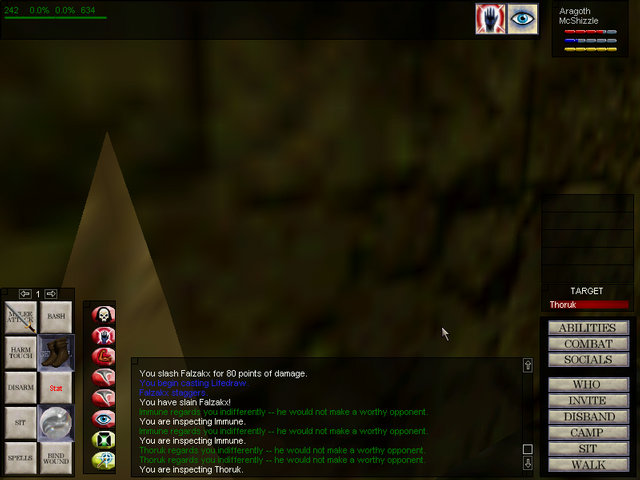 242 0.0% 0.0% 634
Aragoth
McShizzle
TARGET
Thoruk
1
MELEE
ATTACK
BASH
HARM
TOUCH
DISARM
Stat
SIT
SPELLS
BIND
WOUND
You slash Falzakx for 80 points of damage.
You begin casting Lifedraw.
Falzakx staggers.
You have slain Falzakx!
Immune regards you indifferently -- he would not make a worthy opponent.
You are inspecting Immune.
Immune regards you indifferently -- he would not make a worthy opponent.
You are inspecting Immune.
Thoruk regards you indifferently -- he would not make a worthy opponent.
Thoruk regards you indifferently -- he would not make a worthy opponent.
You are inspecting Thoruk.
ABILITIES
COMBAT
SOCIALS
WHO
INVITE
DISBAND
CAMP
SIT
WALK